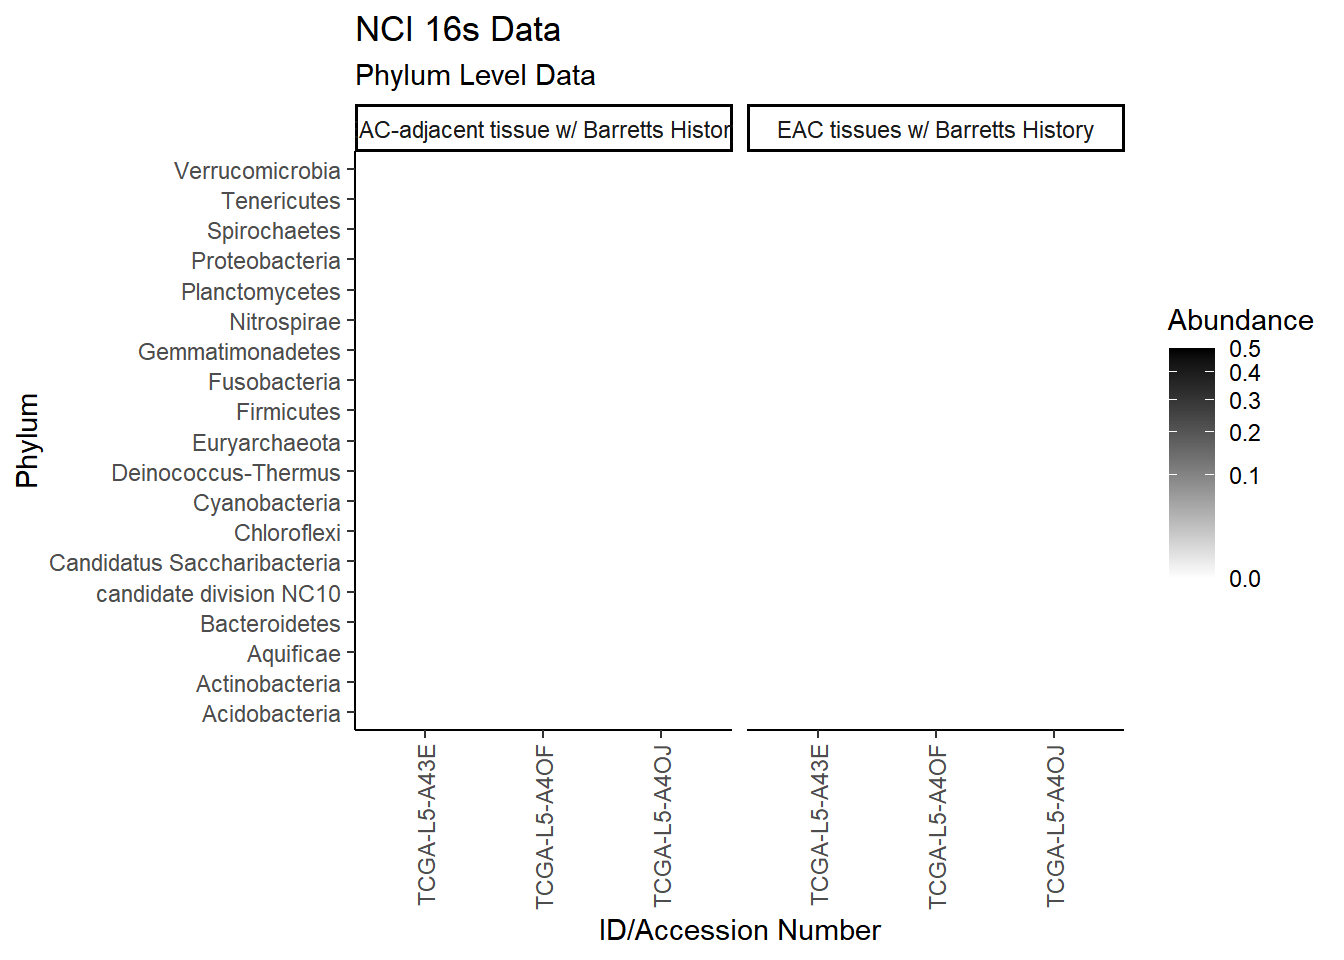 NCI 16s Data
Phylum Level Data
AC-adjacent tissue w/ Barretts Histor
EAC tissues w/ Barretts History
Phylum
Verrucomicrobia
Tenericutes
Spirochaetes
Proteobacteria
Planctomycetes
Nitrospirae
Gemmatimonadetes
Fusobacteria
Firmicutes
Euryarchaeota
Deinococcus-Thermus
Cyanobacteria
Chloroflexi
Candidatus Saccharibacteria
candidate division NC10
Bacteroidetes
Aquificae
Actinobacteria
Acidobacteria
TCGA-L5-A43E
TCGA-L5-A4OF
TCGA-L5-A4OJ
TCGA-L5-A43E
TCGA-L5-A4OF
TCGA-L5-A4OJ
ID/Accession Number
Abundance
0.5
0.4
0.3
0.2
0.1
0.0